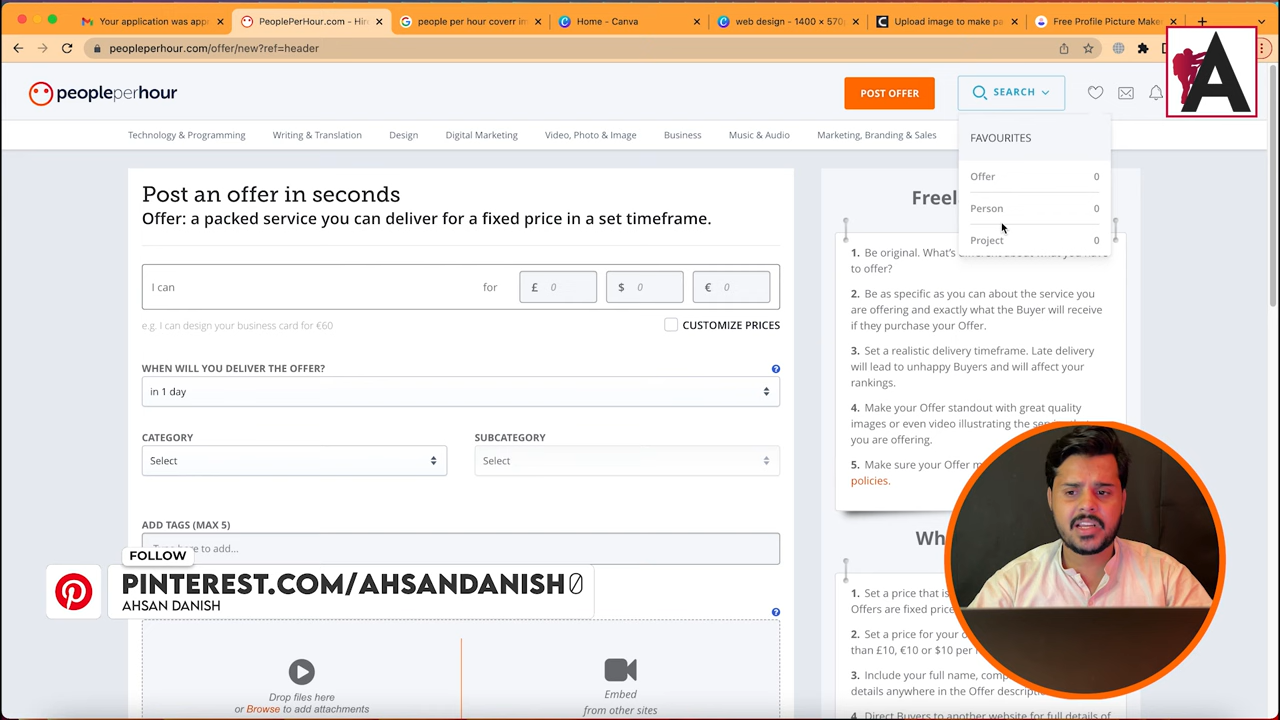 Your application was appr
PeoplePerHour.com - Hire
people per hour coverr im
Home - Canva
web design - 1400 × 570
Upload image to make pa
Free Profile Picture Maker
peopleperhour.com/offer/new?ref=header
A
peopleperhour
POST OFFER
SEARCH
Technology & Programming
Writing & Translation
Design
Digital Marketing
Video, Photo & Image
Business
Music & Audio
Marketing, Branding & Sales
FAVOURITES
Offer 0
Person 0
Project 0
Post an offer in seconds
Offer: a packed service you can deliver for a fixed price in a set timeframe.
I can for £ 0 $ 0 € 0
e.g. I can design your business card for €60
CUSTOMIZE PRICES
WHEN WILL YOU DELIVER THE OFFER?
in 1 day
CATEGORY
SUBCATEGORY
Select
Select
ADD TAGS (MAX 5)
here to add...
FOLLOW
PINTEREST.COM/AHSANDANISH0
AHSAN DANISH
Drop files here
or Browse to add attachments
Embed
from other sites
Freel
1. Be original. What's
to offer?
2. Be as specific as you can about the service you
are offering and exactly what the Buyer will receive
if they purchase your Offer.
3. Set a realistic delivery timeframe. Late delivery
will lead to unhappy Buyers and will affect your
rankings.
4. Make your Offer standout with great quality
images or even video illustrating the
you are offering.
5. Make sure your Offer
policies.
Wh
1. Set a price that is
Offers are fixed price
2. Set a price for your
than £10, €10 or $10 per
3. Include your full name,
details anywhere in the Offer
4. Direct Buyers to another website for full details of